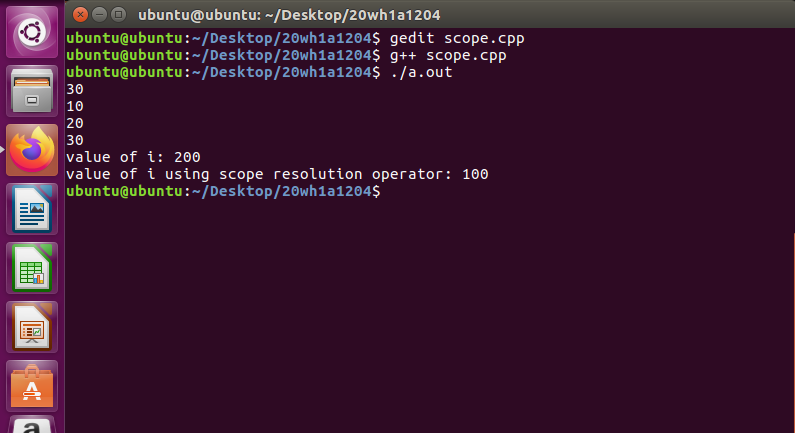 ubuntu@ubuntu: ~/Desktop/20wh1a1204
ubuntu@ubuntu:~/Desktop/20wh1a1204$ gedit scope.cpp
ubuntu@ubuntu:~/Desktop/20wh1a1204$ g++ scope.cpp
ubuntu@ubuntu:~/Desktop/20wh1a1204$ ./a.out
30
10
20
30
value of i: 200
value of i using scope resolution operator: 100
ubuntu@ubuntu:~/Desktop/20wh1a1204$